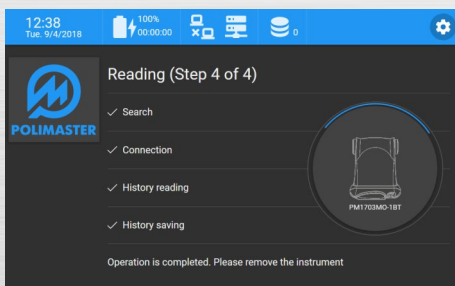 12:38
Tue. 9/4/2018
100%
00:00:00
0
POLIMASTER
Reading (Step 4 of 4)
Search
Connection
History reading
History saving
PM1703MO-1BT
Operation is completed. Please remove the instrument